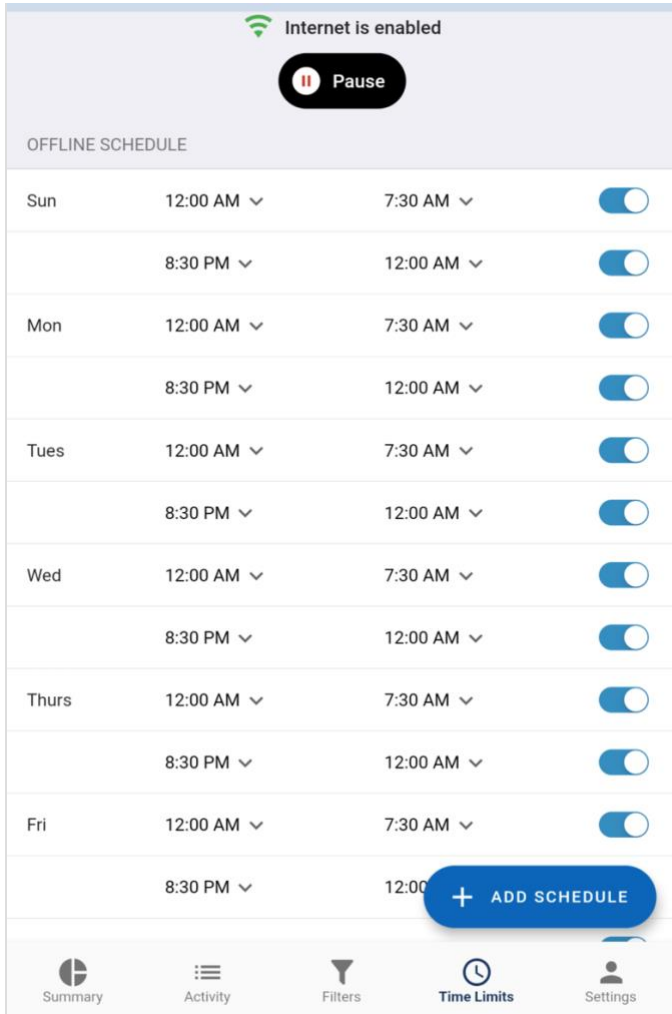 Internet is enabled
Pause
OFFLINE SCHEDULE
Sun 12:00 AM 7:30 AM
8:30 PM 12:00 AM
Mon 12:00 AM 7:30 AM
8:30 PM 12:00 AM
Tues 12:00 AM 7:30 AM
8:30 PM 12:00 AM
Wed 12:00 AM 7:30 AM
8:30 PM 12:00 AM
Thurs 12:00 AM 7:30 AM
8:30 PM 12:00 AM
Fri 12:00 AM 7:30 AM
8:30 PM 12:00
+ ADD SCHEDULE
Summary Activity Filters Time Limits Settings